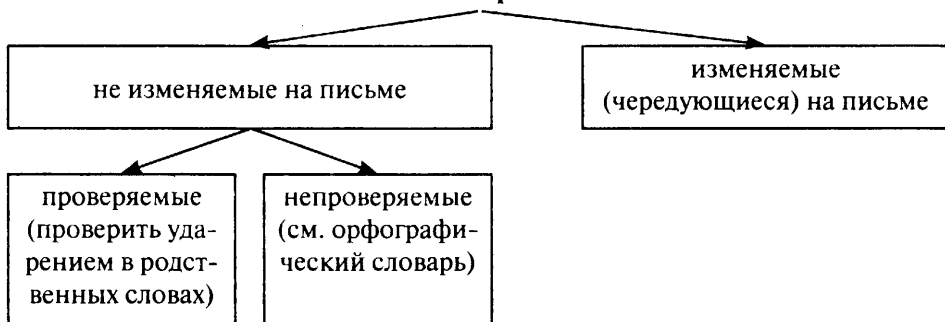 не изменяемые на письме
изменяемые
(чередующиеся) на письме
проверяемые
(проверить уда-
рением в родст-
венных словах)
непроверяемые
(см. орфографи-
ческий словарь)